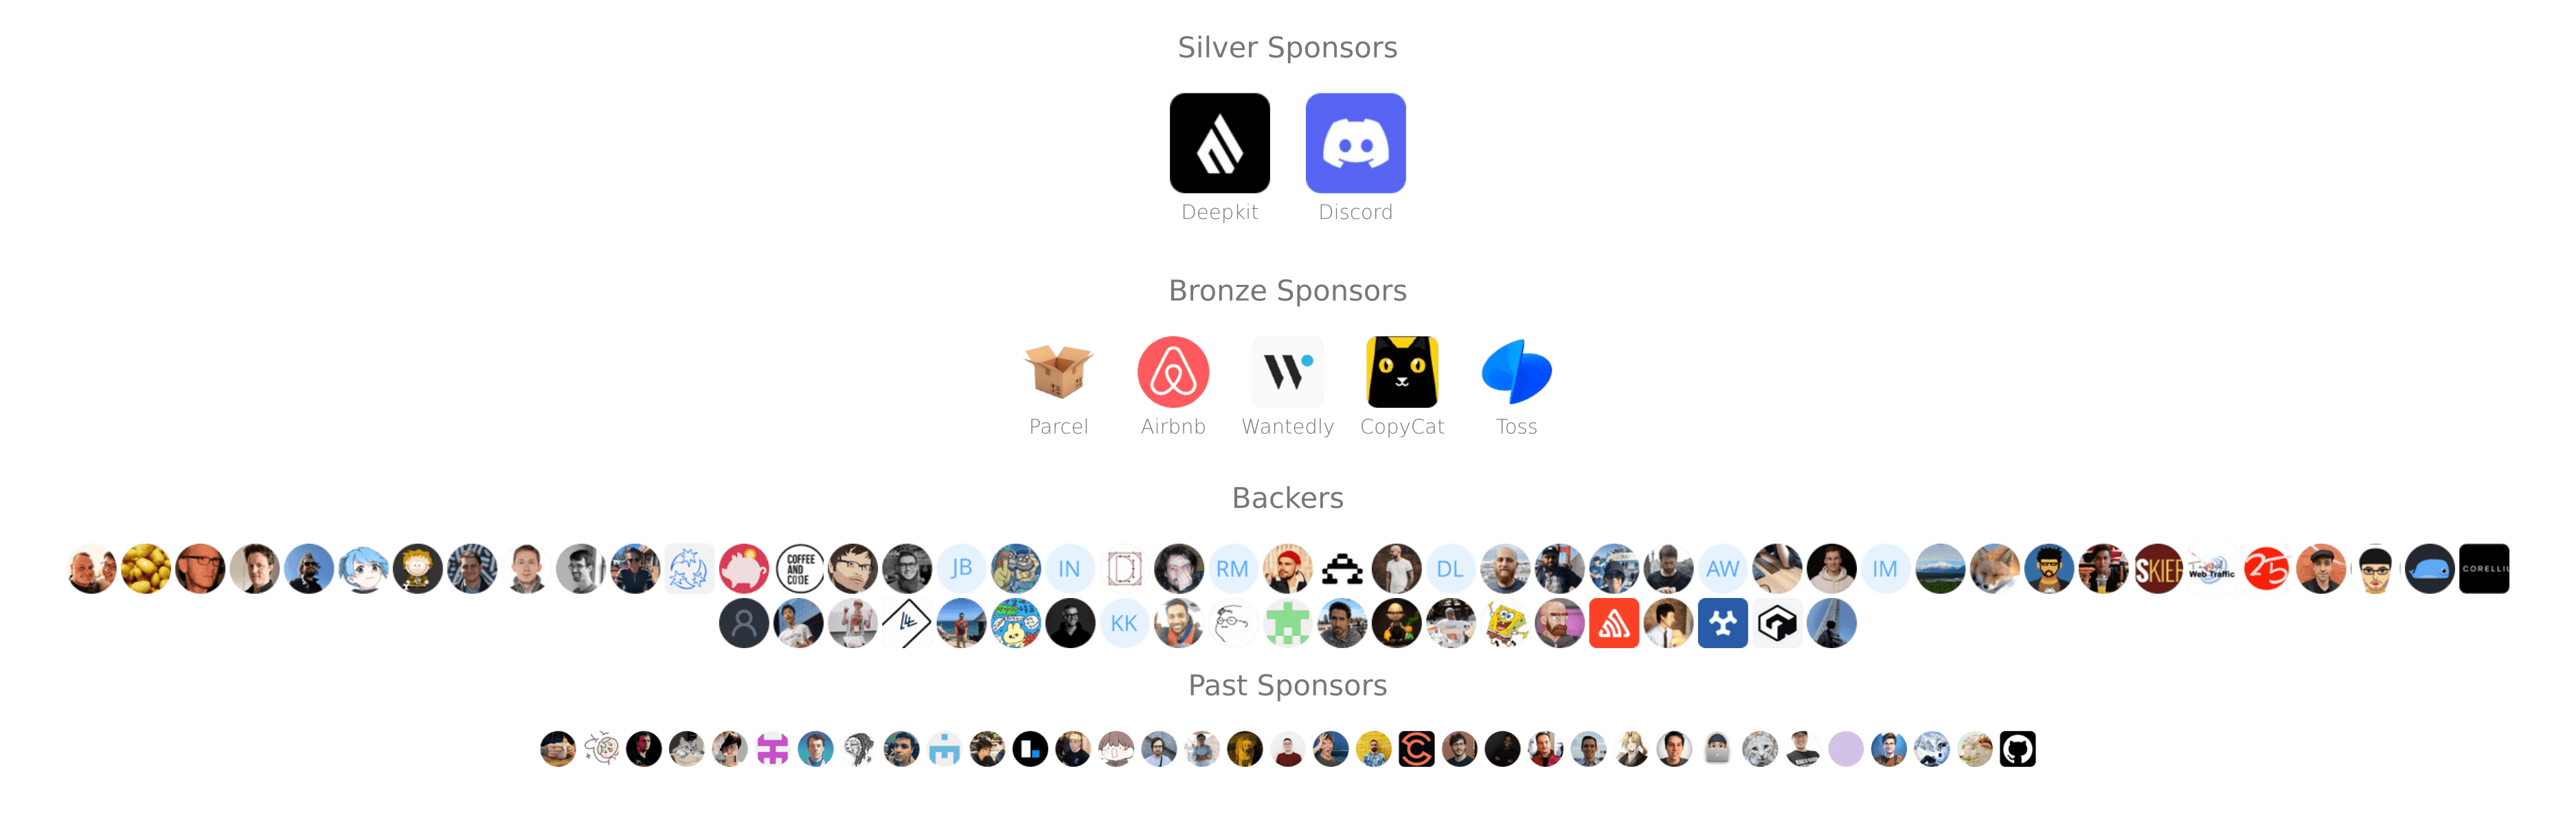 Silver Sponsors
Deepkit Discord
Bronze Sponsors
Parcel Airbnb Wantedly CopyCat Toss
Backers
COFFEE AND CODE
JB IN RM DL AW IM
SKIEF
Web Traffic
25
CORELLIU
KK
Past Sponsors